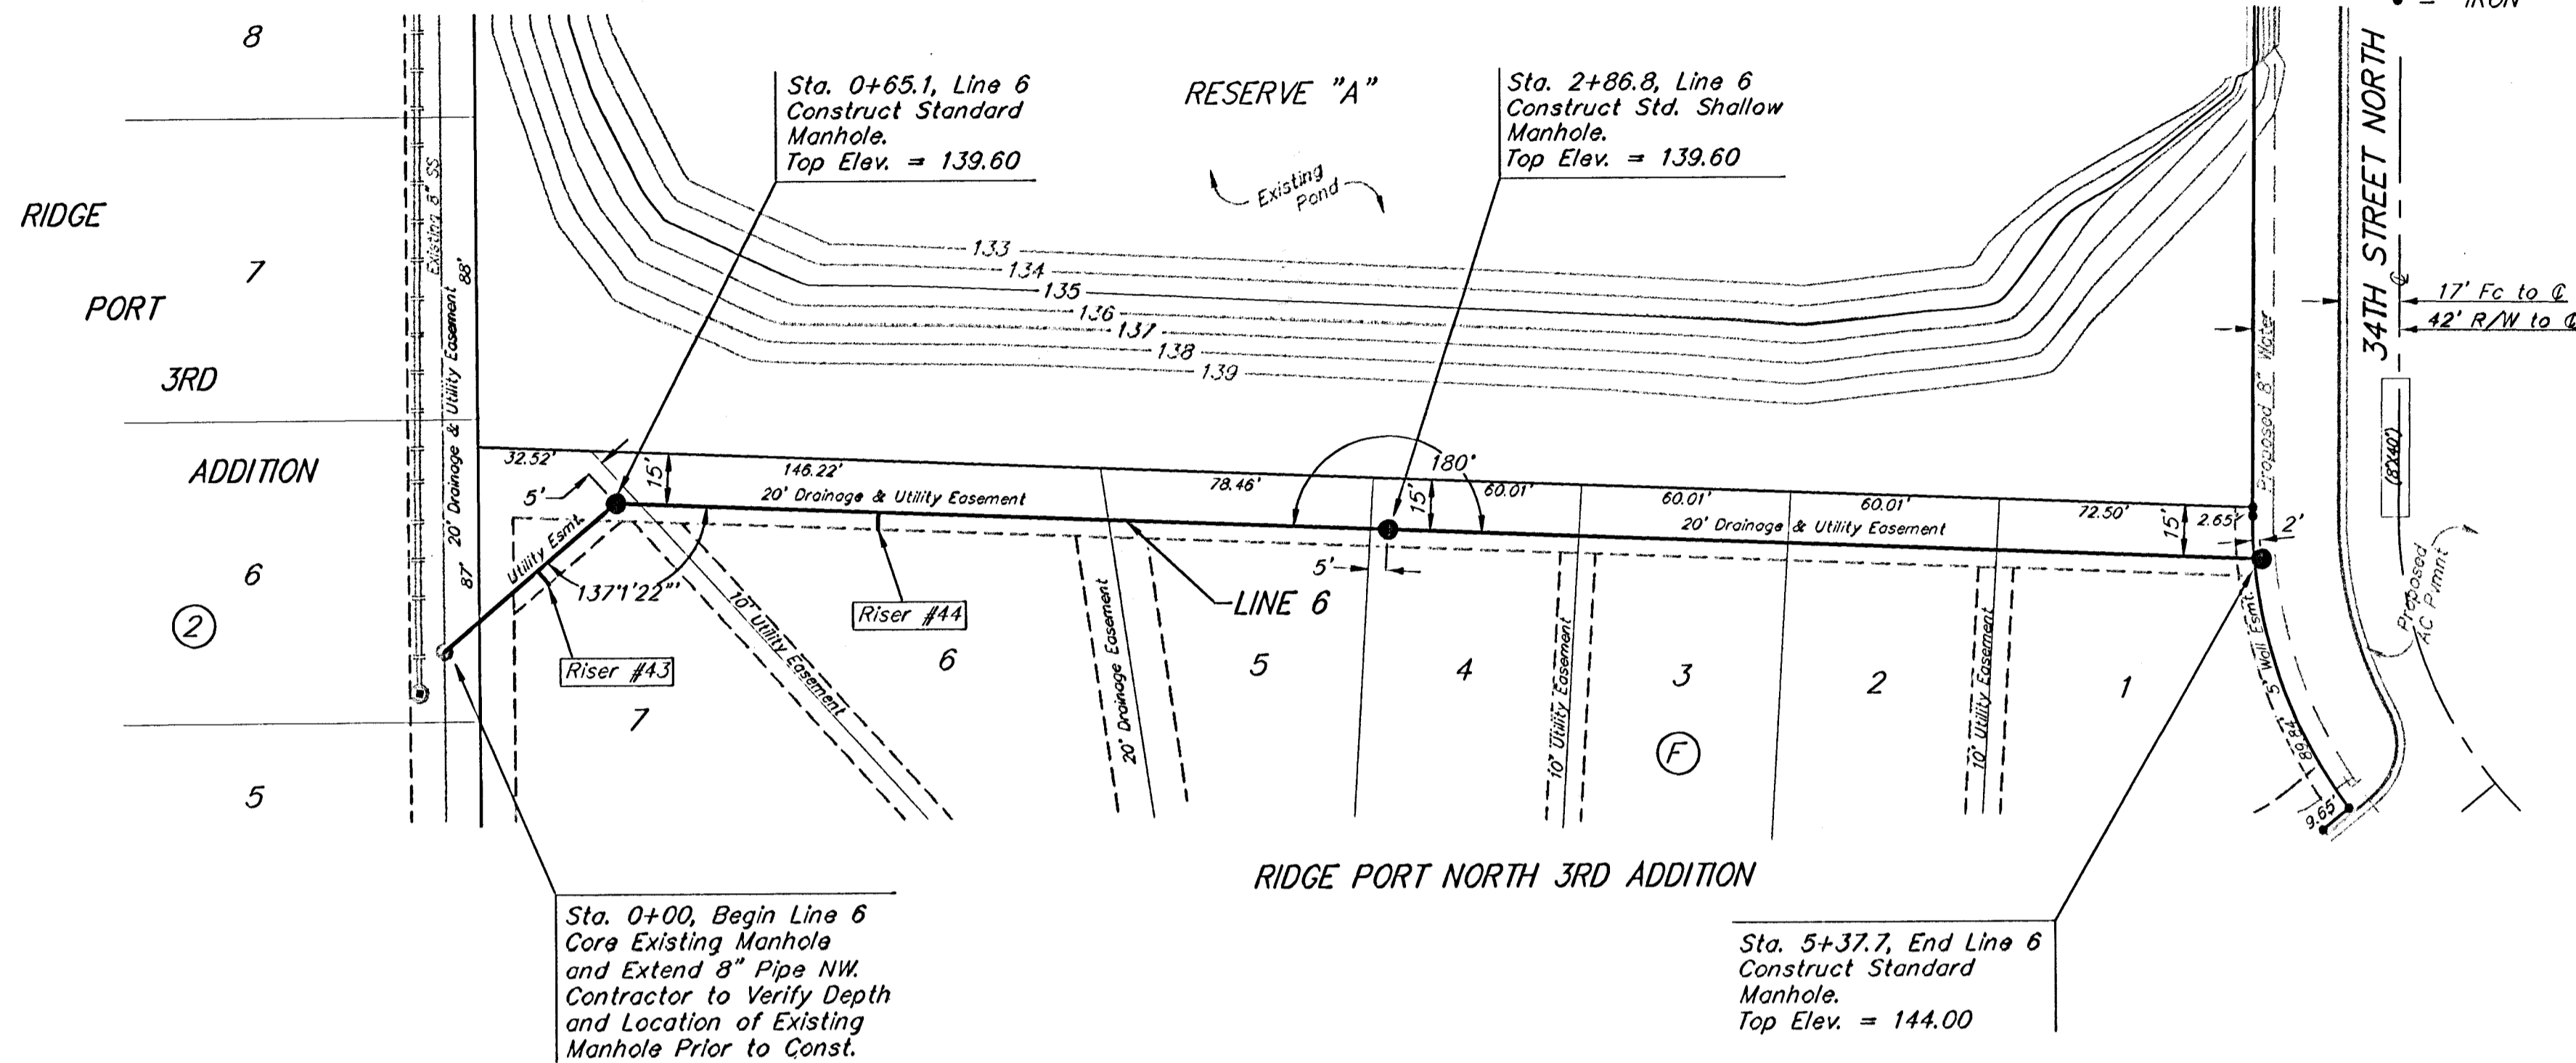 8
7
6
5
2
RIDGE
PORT
3RD
ADDITION
Existing 8" SS
20' Drainage & Utility Easement
88'
87'
Sta. 0+65.1, Line 6
Construct Standard
Manhole.
Top Elev. = 139.60
RESERVE "A"
Existing
Pond
Sta. 2+86.8, Line 6
Construct Std. Shallow
Manhole.
Top Elev. = 139.60
IRON
133
134
135
136
137
138
139
34TH STREET NORTH
17' Fc to ℄
42' R/W to ℄
Proposed 8" Water
(8X40')
Proposed
AC Pvmnt
32.52'
146.22'
78.46'
60.01'
60.01'
60.01'
72.50'
2.65'
2'
5'
15'
20' Drainage & Utility Easement
180°
15'
20' Drainage & Utility Easement
15'
5'
Utility Esmt.
137°1'22"
Riser #43
Riser #44
LINE 6
10' Utility Easement
20' Drainage Easement
10' Utility Easement
10' Utility Easement
5' Wall Esmt.
89.84'
9.65'
7
6
5
4
3
2
1
F
RIDGE PORT NORTH 3RD ADDITION
Sta. 0+00, Begin Line 6
Core Existing Manhole
and Extend 8" Pipe NW.
Contractor to Verify Depth
and Location of Existing
Manhole Prior to Const.
Sta. 5+37.7, End Line 6
Construct Standard
Manhole.
Top Elev. = 144.00